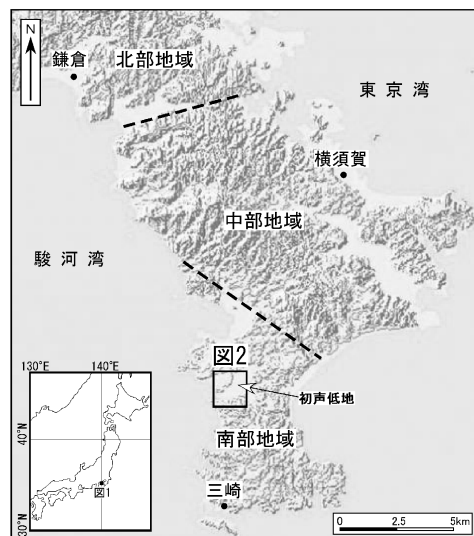 N
鎌倉
北部地域
東京湾
横須賀
中部地域
駿河湾
図2
初声低地
南部地域
三崎
130°E
140°E
40°N
30°N
図1
0
2.5
5km